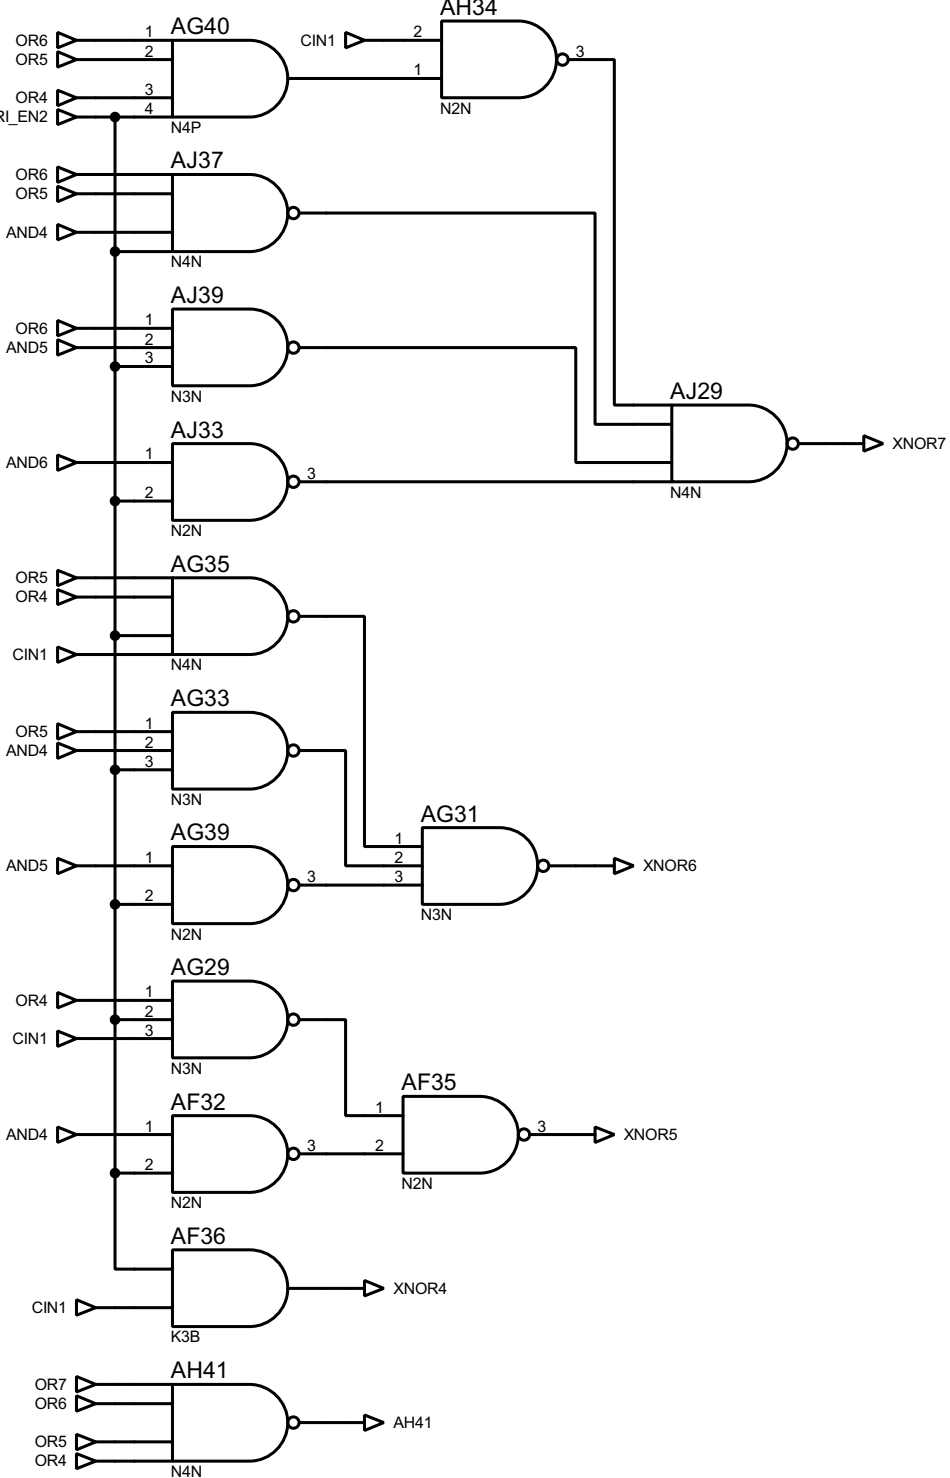 AH34
AG40
OR6 1
CIN1 2
OR5 2
3
1
OR4 3
RI_EN2 4
N2N
N4P
AJ37
OR6
OR5
AND4
N4N
AJ39
OR6 1
AND5 2
3
N3N
AJ29
AJ33
XNOR7
AND6 1
3
2
N4N
N2N
AG35
OR5
OR4
CIN1
N4N
AG33
OR5 1
AND4 2
3
N3N
AG31
AG39
1
AND5 1
2
XNOR6
3
3
2
N3N
N2N
AG29
OR4 1
2
CIN1 3
N3N
AF35
AF32
1
AND4 1
3
XNOR5
3
2
2
N2N
N2N
AF36
XNOR4
CIN1
K3B
AH41
OR7
OR6
AH41
OR5
OR4
N4N